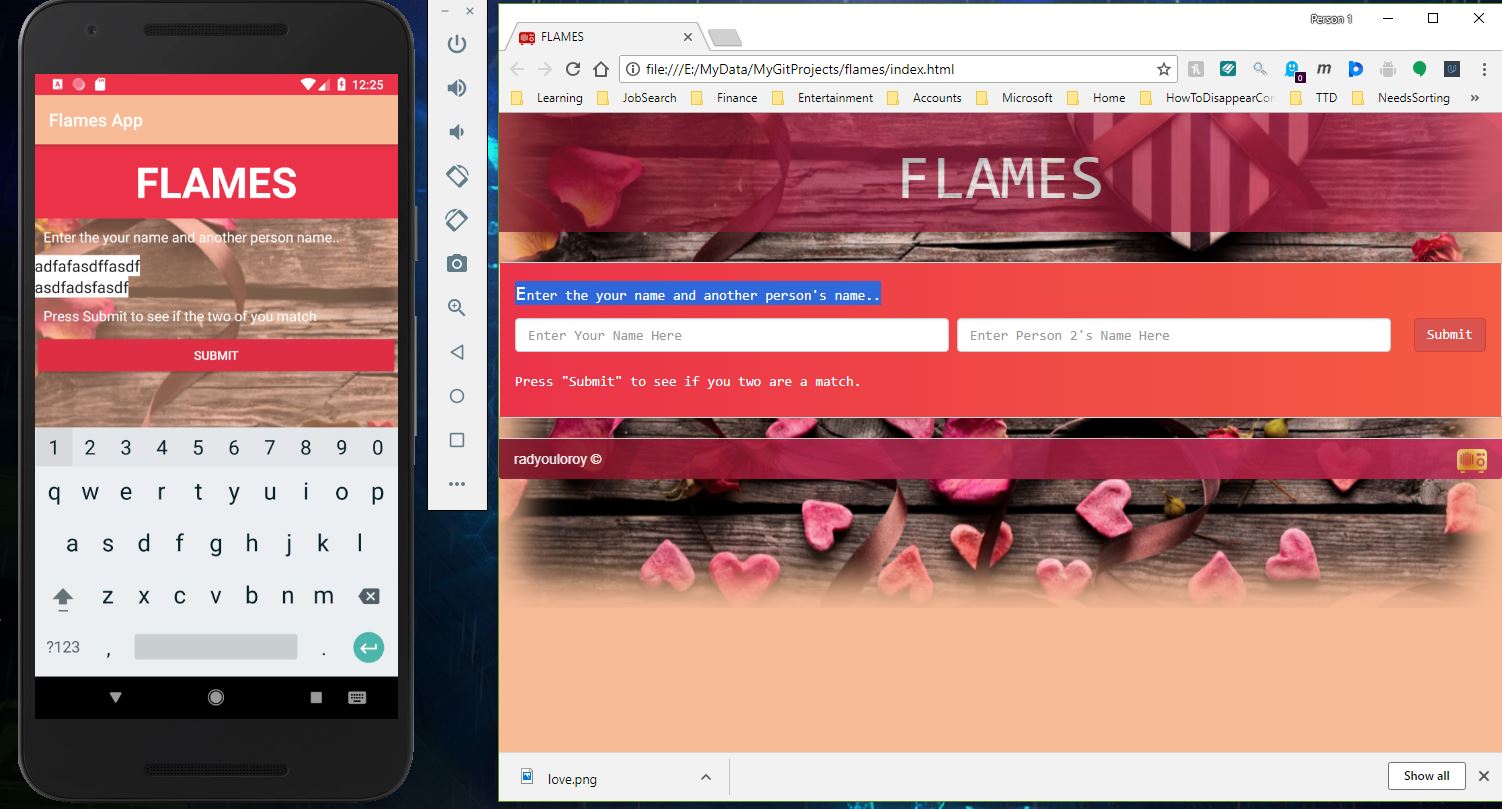 12:25
Flames App
FLAMES
Enter the your name and another person name..
adfafasdffasdf
asdfadsfasdf
Press Submit to see if the two of you match
SUBMIT
1 2 3 4 5 6 7 8 9 0
q w e r t y u i o p
a s d f g h j k l
z x c v b n m
?123 , .
Person 1
FLAMES
file:///E:/MyData/MyGitProjects/flames/index.html
0
Learning JobSearch Finance Entertainment Accounts Microsoft Home HowToDisappearCor TTD NeedsSorting »
FLAMES
Enter the your name and another person's name..
Enter Your Name Here Enter Person 2's Name Here Submit
Press "Submit" to see if you two are a match.
radyouloroy ©
love.png Show all